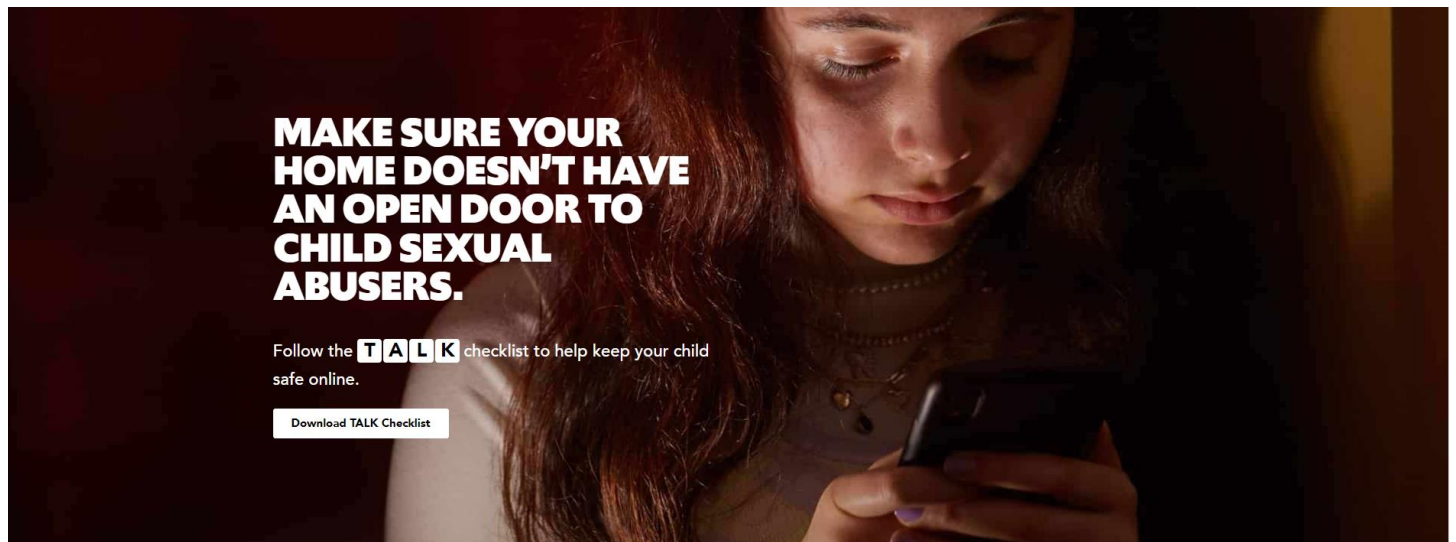 MAKE SURE YOUR
HOME DOESN'T HAVE
AN OPEN DOOR TO
CHILD SEXUAL
ABUSERS.
Follow the TALK checklist to help keep your child
safe online.
Download TALK Checklist